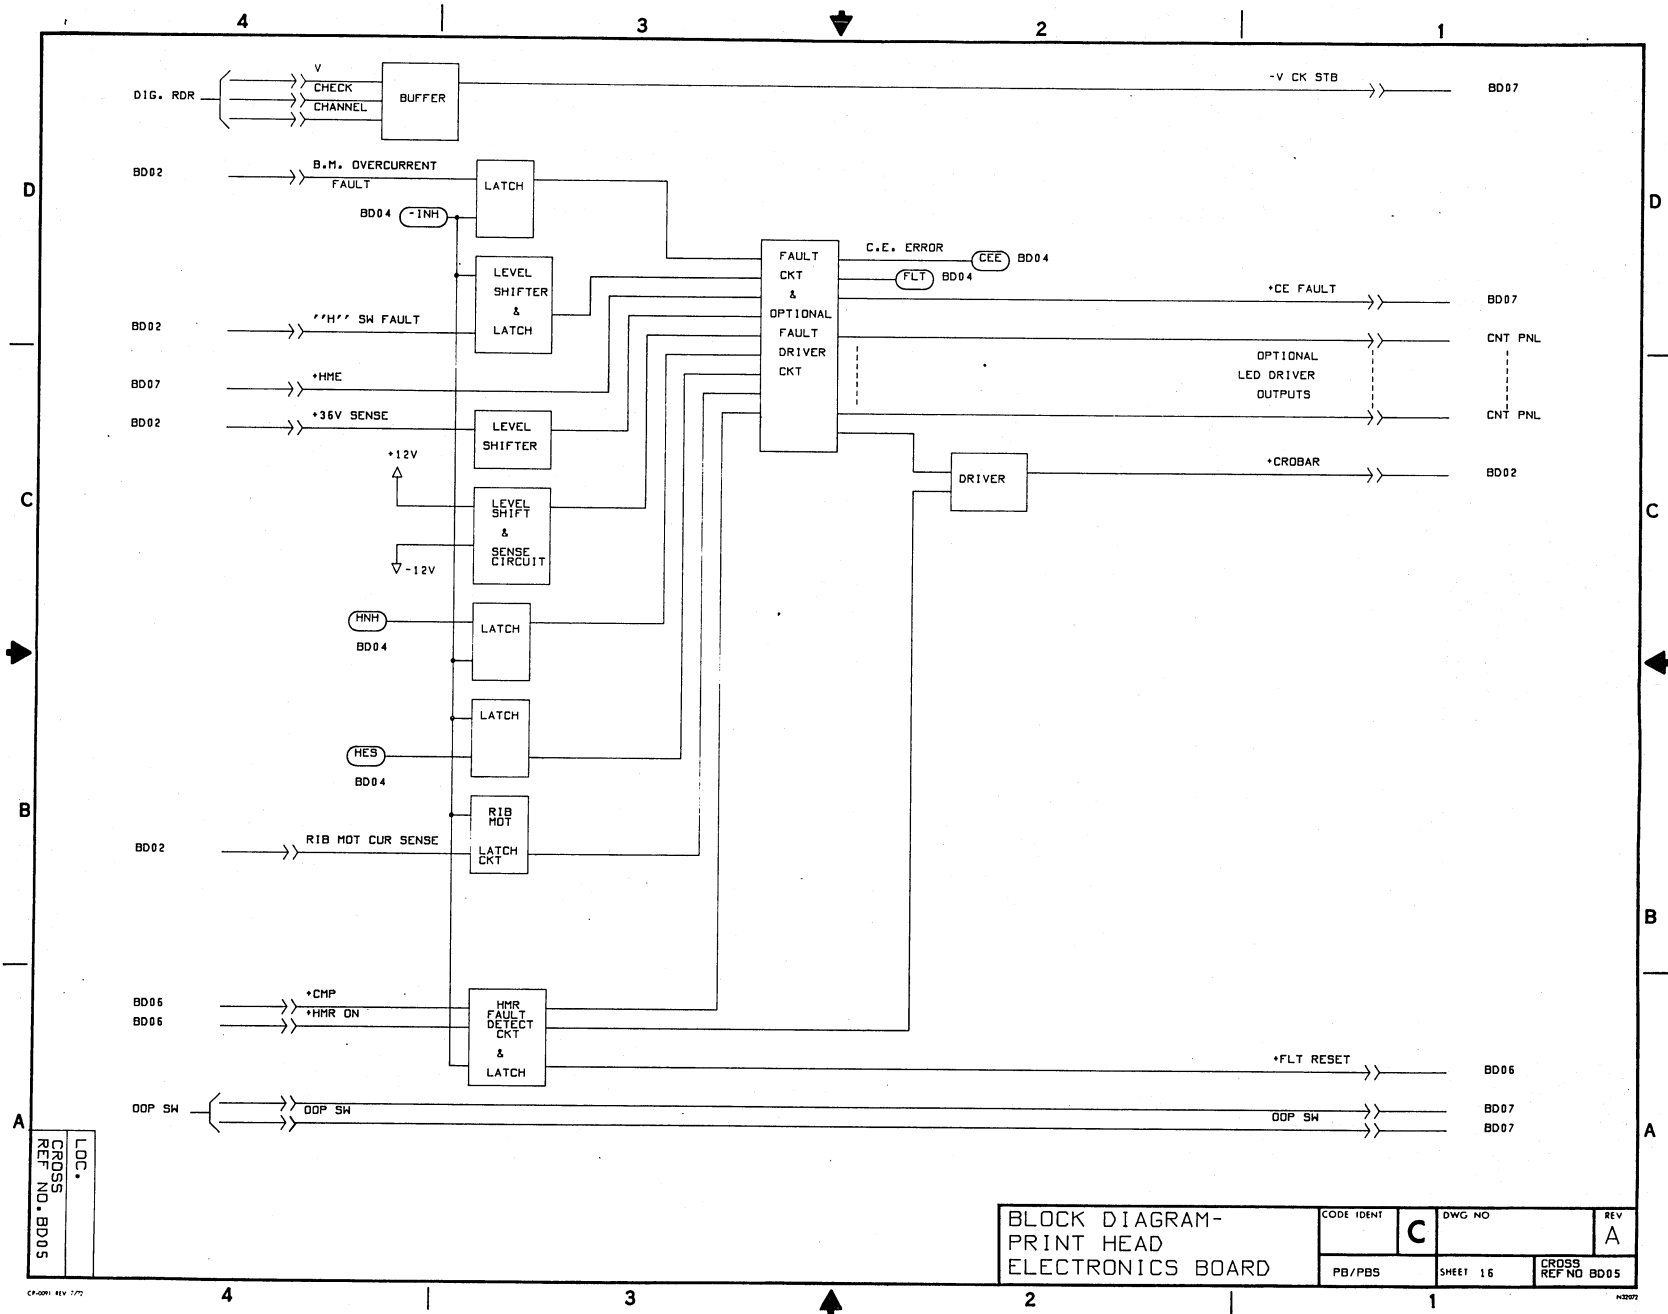 4 3 2 1
DIG. RDR
V
CHECK
CHANNEL
BUFFER
-V CK STB
BD07
BD02
B.M. OVERCURRENT
FAULT
LATCH
BD04
-INH
D
D
LEVEL
SHIFTER
&
LATCH
BD02
''H'' SW FAULT
FAULT
CKT
&
OPTIONAL
FAULT
DRIVER
CKT
C.E. ERROR
CEE
BD04
FLT
BD04
+CE FAULT
BD07
CNT PNL
OPTIONAL
LED DRIVER
OUTPUTS
CNT PNL
BD07
+HME
BD02
+36V SENSE
LEVEL
SHIFTER
DRIVER
+CROBAR
BD02
+12V
-12V
LEVEL
SHIFT
&
SENSE
CIRCUIT
C
C
HNH
BD04
LATCH
LATCH
HES
BD04
B
B
RIB
MOT
LATCH
CKT
BD02
RIB MOT CUR SENSE
BD06
+CMP
BD06
+HMR ON
HMR
FAULT
DETECT
CKT
&
LATCH
+FLT RESET
BD06
OOP SW
OOP SW
OOP SW
BD07
BD07
A
A
LOC.
CROSS
REF NO. BD05
BLOCK DIAGRAM-
PRINT HEAD
ELECTRONICS BOARD
CODE IDENT
C
DWG NO
REV
A
PB/PBS
SHEET 16
CROSS
REF NO BD05
CP-0091 REV 7/72
4 3 2 1
N32072